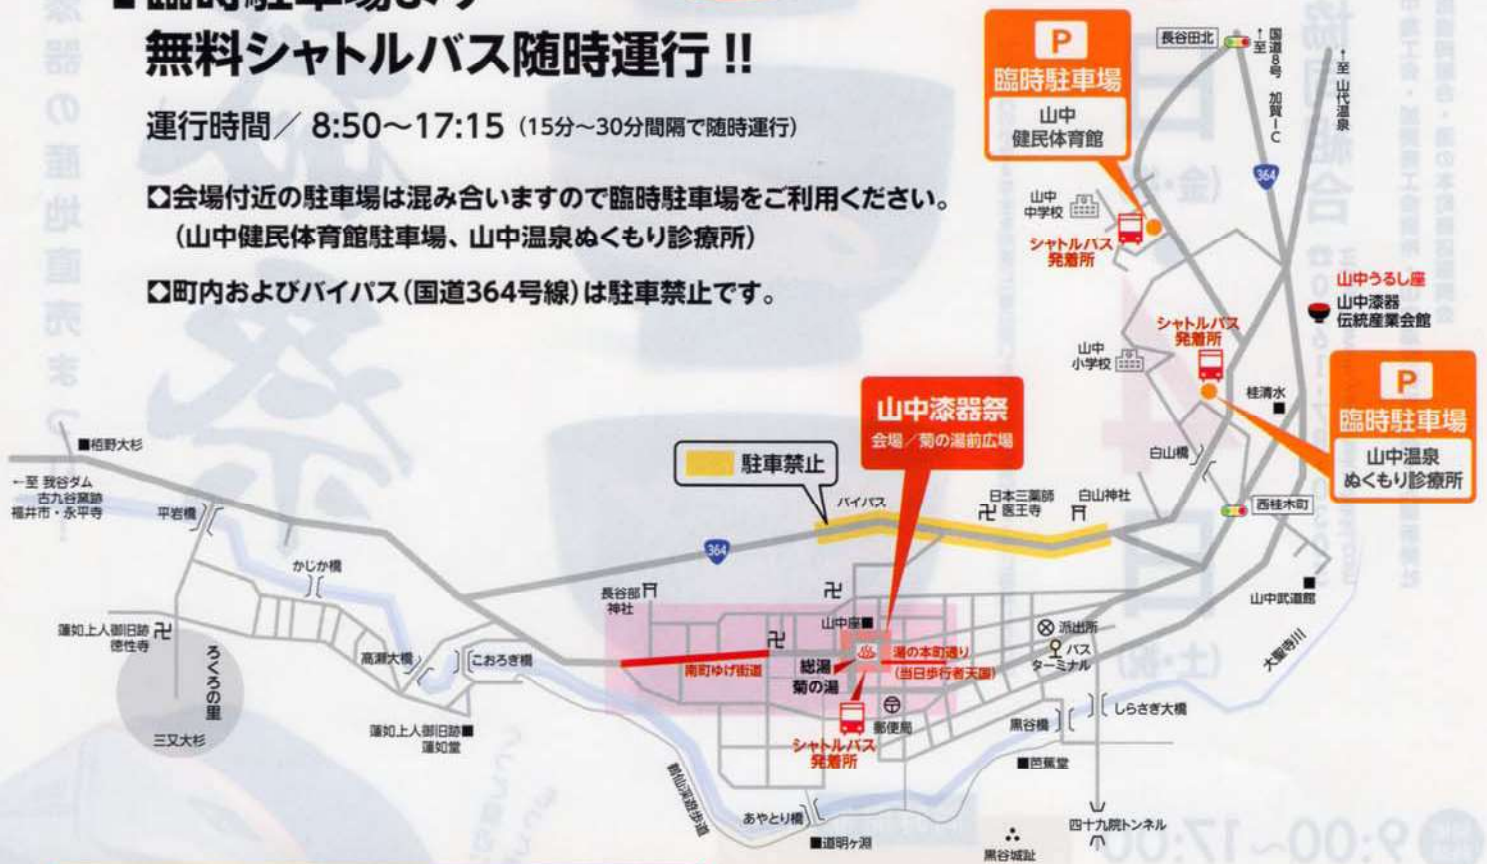 無料シャトルバス随時運行!!
運行時間／8:50～17:15（15分～30分間隔で随時運行）
◘会場付近の駐車場は混み合いますので臨時駐車場をご利用ください。
（山中健民体育館駐車場、山中温泉ぬくもり診療所）
◘町内およびバイパス（国道364号線）は駐車禁止です。
P
臨時駐車場
山中
健民体育館
長谷田北
↑至 国道8号 加賀IC
↑至 山代温泉
364
山中
中学校
シャトルバス
発着所
山中うるし座
山中漆器
伝統産業会館
シャトルバス
発着所
山中
小学校
桂清水
P
臨時駐車場
山中温泉
ぬくもり診療所
白山橋
西桂木町
山中漆器祭
会場／菊の湯前広場
駐車禁止
バイパス
日本三薬師
医王寺
白山神社
栢野大杉
←至 我谷ダム
古九谷窯跡
福井市・永平寺
平岩橋
かじか橋
364
長谷部
神社
山中座
山中武道館
派出所
バス
ターミナル
大聖寺川
蓮如上人御旧跡
徳性寺
ろくろの里
三又大杉
高瀬大橋
こおろぎ橋
南町ゆげ街道
総湯
菊の湯
湯の本町通り
（当日歩行者天国）
蓮如上人御旧跡
蓮如堂
シャトルバス
発着所
郵便局
黒谷橋
しらさぎ大橋
芭蕉堂
鶴仙渓遊歩道
あやとり橋
道明ヶ淵
黒谷城趾
四十九院トンネル
9:00～17:00